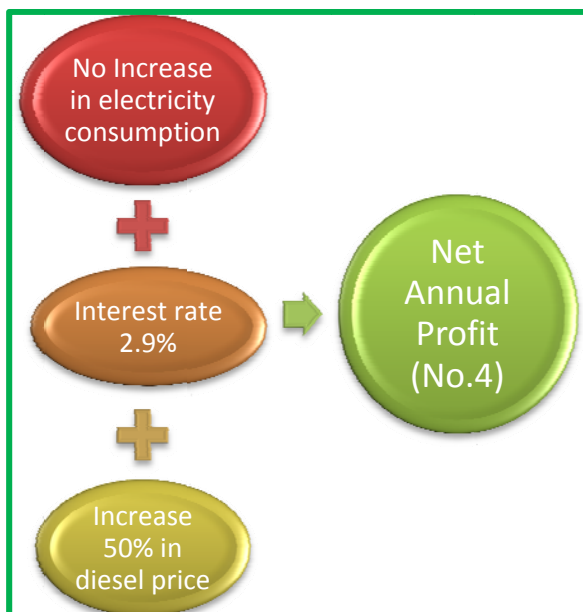 No Increase
in electricity
consumption
Interest rate
2.9%
Increase
50% in
diesel price
Net
Annual
Profit
(No.4)